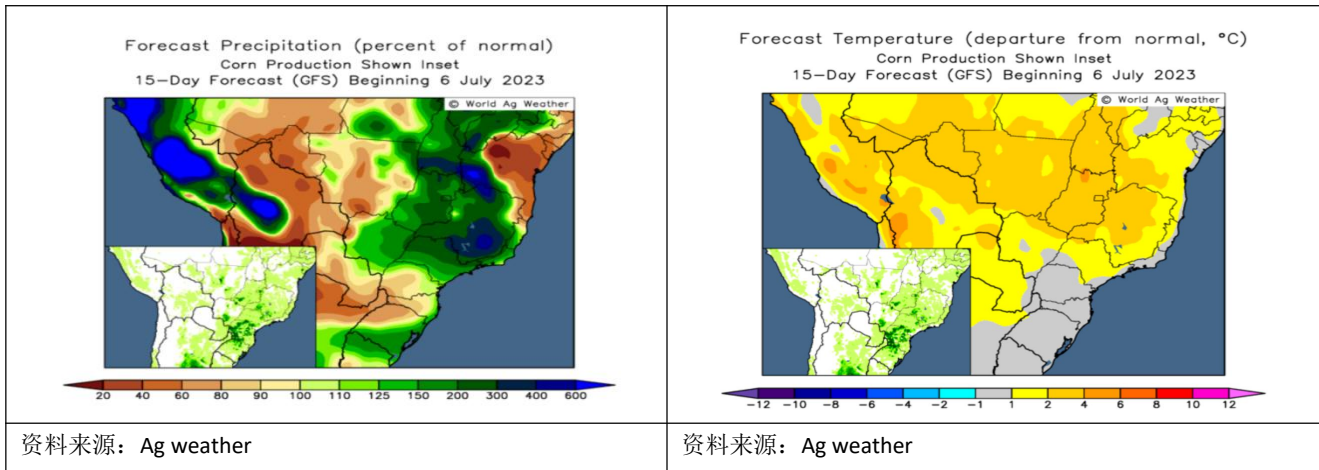 Forecast Precipitation (percent of normal)
Corn Production Shown Inset
15-Day Forecast (GFS) Beginning 6 July 2023
© World Ag Weather
20 40 60 80 90 100 110 125 150 200 300 400 600
资料来源：Ag weather
Forecast Temperature (departure from normal, °C)
Corn Production Shown Inset
15-Day Forecast (GFS) Beginning 6 July 2023
© World Ag Weather
-12 -10 -8 -6 -4 -2 -1 1 2 4 6 8 10 12
资料来源：Ag weather